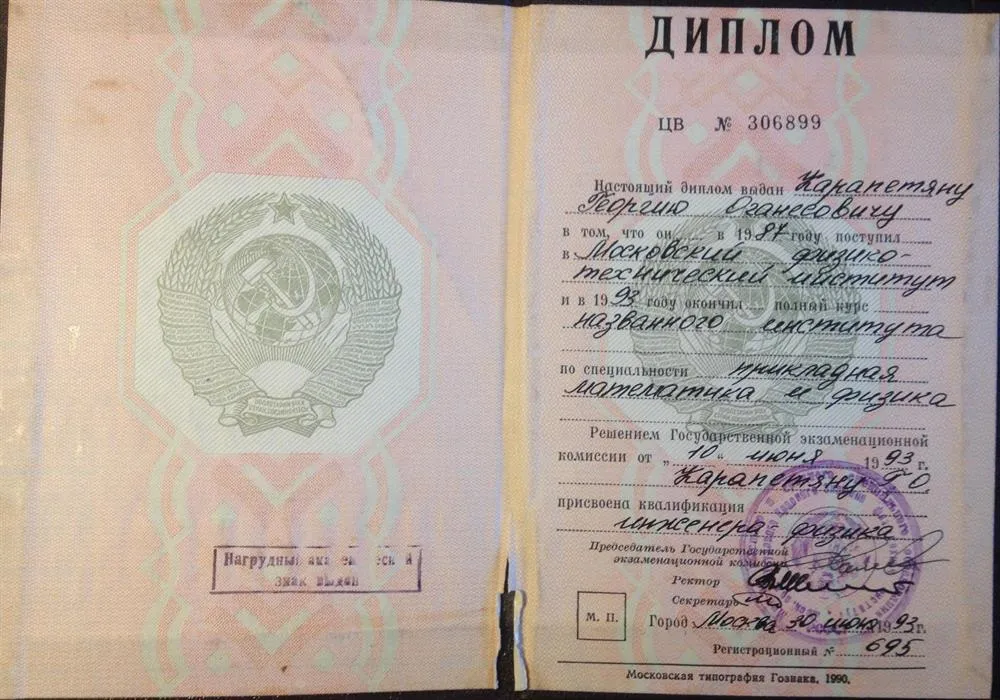 Нагрудный академический
знак выдан
ДИПЛОМ
ЦВ № 306899
Настоящий диплом выдан Карапетяну
Георгию Оганесовичу
в том, что он в 1987 году поступил
в Московский физико-
технический институт
и в 1993 году окончил полный курс
названного института
по специальности прикладная
математика и физика
Решением Государственной экзаменационной
комиссии от „10“ июня 1993 г.
Карапетяну Г О.
присвоена квалификация
инженера физика
Председатель Государственной
экзаменационной комиссии
Ректор
Секретарь
М. П.
Город Москва 30 июня 1993 г.
Регистрационный № 695
Московская типография Гознака. 1990.